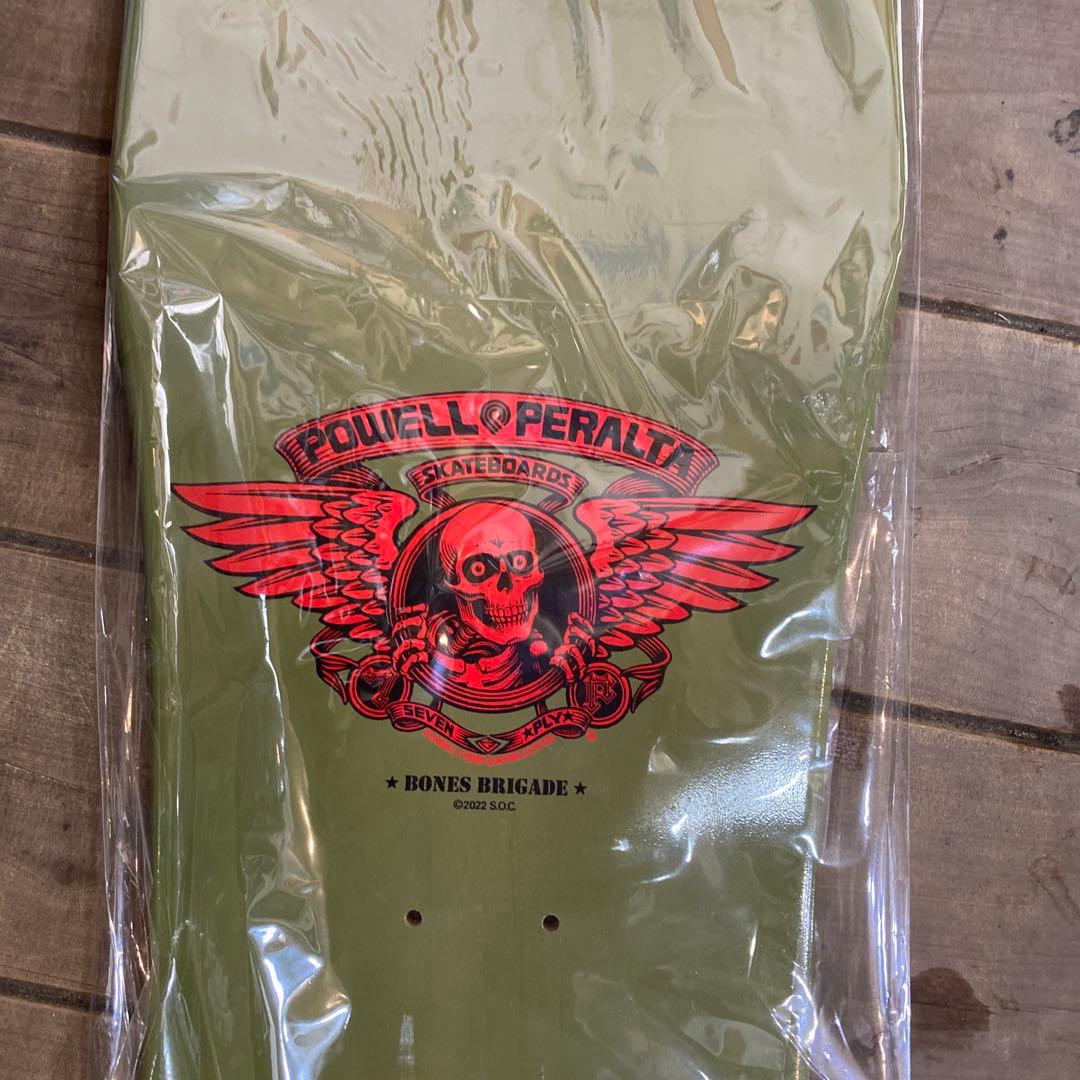 POWELL PERALTA
SKATEBOARDS
SEVEN ★PLY★
★ BONES BRIGADE ★
©2022 S.O.C.